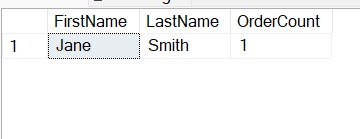 FirstName LastName OrderCount
1 Jane Smith 1